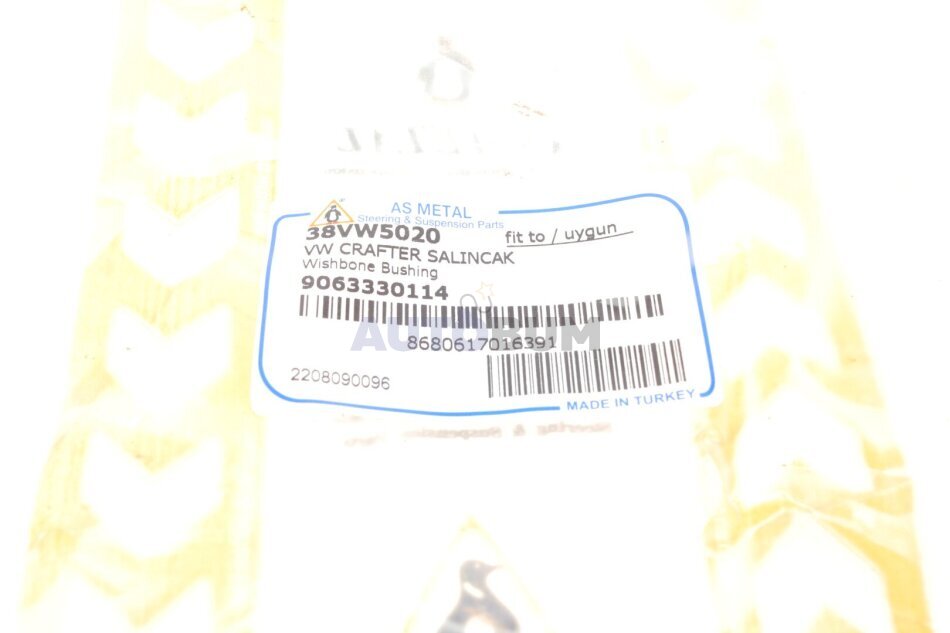 AS METAL
Steering & Suspension Parts
38VW5020 fit to / uygun
VW CRAFTER SALINCAK
Wishbone Bushing
9063330114
AUTOBUM
8680617016391
2208090096
MADE IN TURKEY